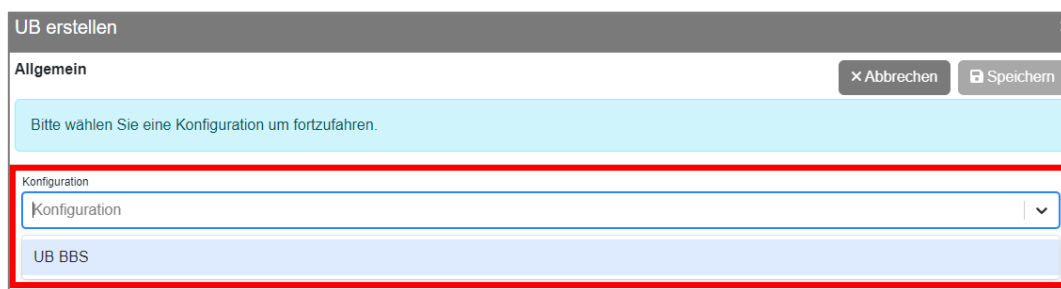 UB erstellen
Allgemein
Abbrechen
Speichern
Bitte wählen Sie eine Konfiguration um fortzufahren.
Konfiguration
Konfiguration
UB BBS